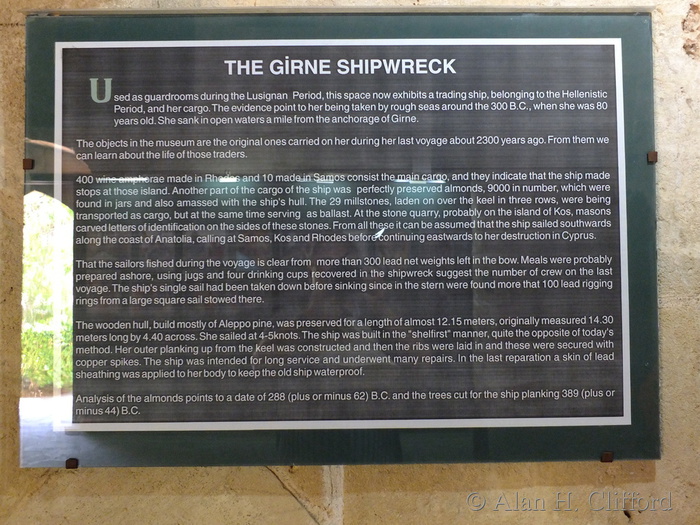 THE GİRNE SHIPWRECK
Used as guardrooms during the Lusignan Period, this space now exhibits a trading ship, belonging to the Hellenistic
Period, and her cargo. The evidence point to her being taken by rough seas around the 300 B.C., when she was 80
years old. She sank in open waters a mile from the anchorage of Girne.
The objects in the museum are the original ones carried on her during her last voyage about 2300 years ago. From them we
can learn about the life of those traders.
400 wine amphorae made in Rhodes and 10 made in Samos consist the main cargo, and they indicate that the ship made
stops at those island. Another part of the cargo of the ship was perfectly preserved almonds, 9000 in number, which were
found in jars and also amassed with the ship's hull. The 29 millstones, laden on over the keel in three rows, were being
transported as cargo, but at the same time serving as ballast. At the stone quarry, probably on the island of Kos, masons
carved letters of identification on the sides of these stones. From all these it can be assumed that the ship sailed southwards
along the coast of Anatolia, calling at Samos, Kos and Rhodes before continuing eastwards to her destruction in Cyprus.
That the sailors fished during the voyage is clear from more than 300 lead net weights left in the bow. Meals were probably
prepared ashore, using jugs and four drinking cups recovered in the shipwreck suggest the number of crew on the last
voyage. The ship's single sail had been taken down before sinking since in the stern were found more that 100 lead rigging
rings from a large square sail stowed there.
The wooden hull, build mostly of Aleppo pine, was preserved for a length of almost 12.15 meters, originally measured 14.30
meters long by 4.40 across. She sailed at 4-5knots. The ship was built in the "shelfirst" manner, quite the opposite of today's
method. Her outer planking up from the keel was constructed and then the ribs were laid in and these were secured with
copper spikes. The ship was intended for long service and underwent many repairs. In the last reparation a skin of lead
sheathing was applied to her body to keep the old ship waterproof.
Analysis of the almonds points to a date of 288 (plus or minus 62) B.C. and the trees cut for the ship planking 389 (plus or
minus 44) B.C.
© Alan H. Clifford